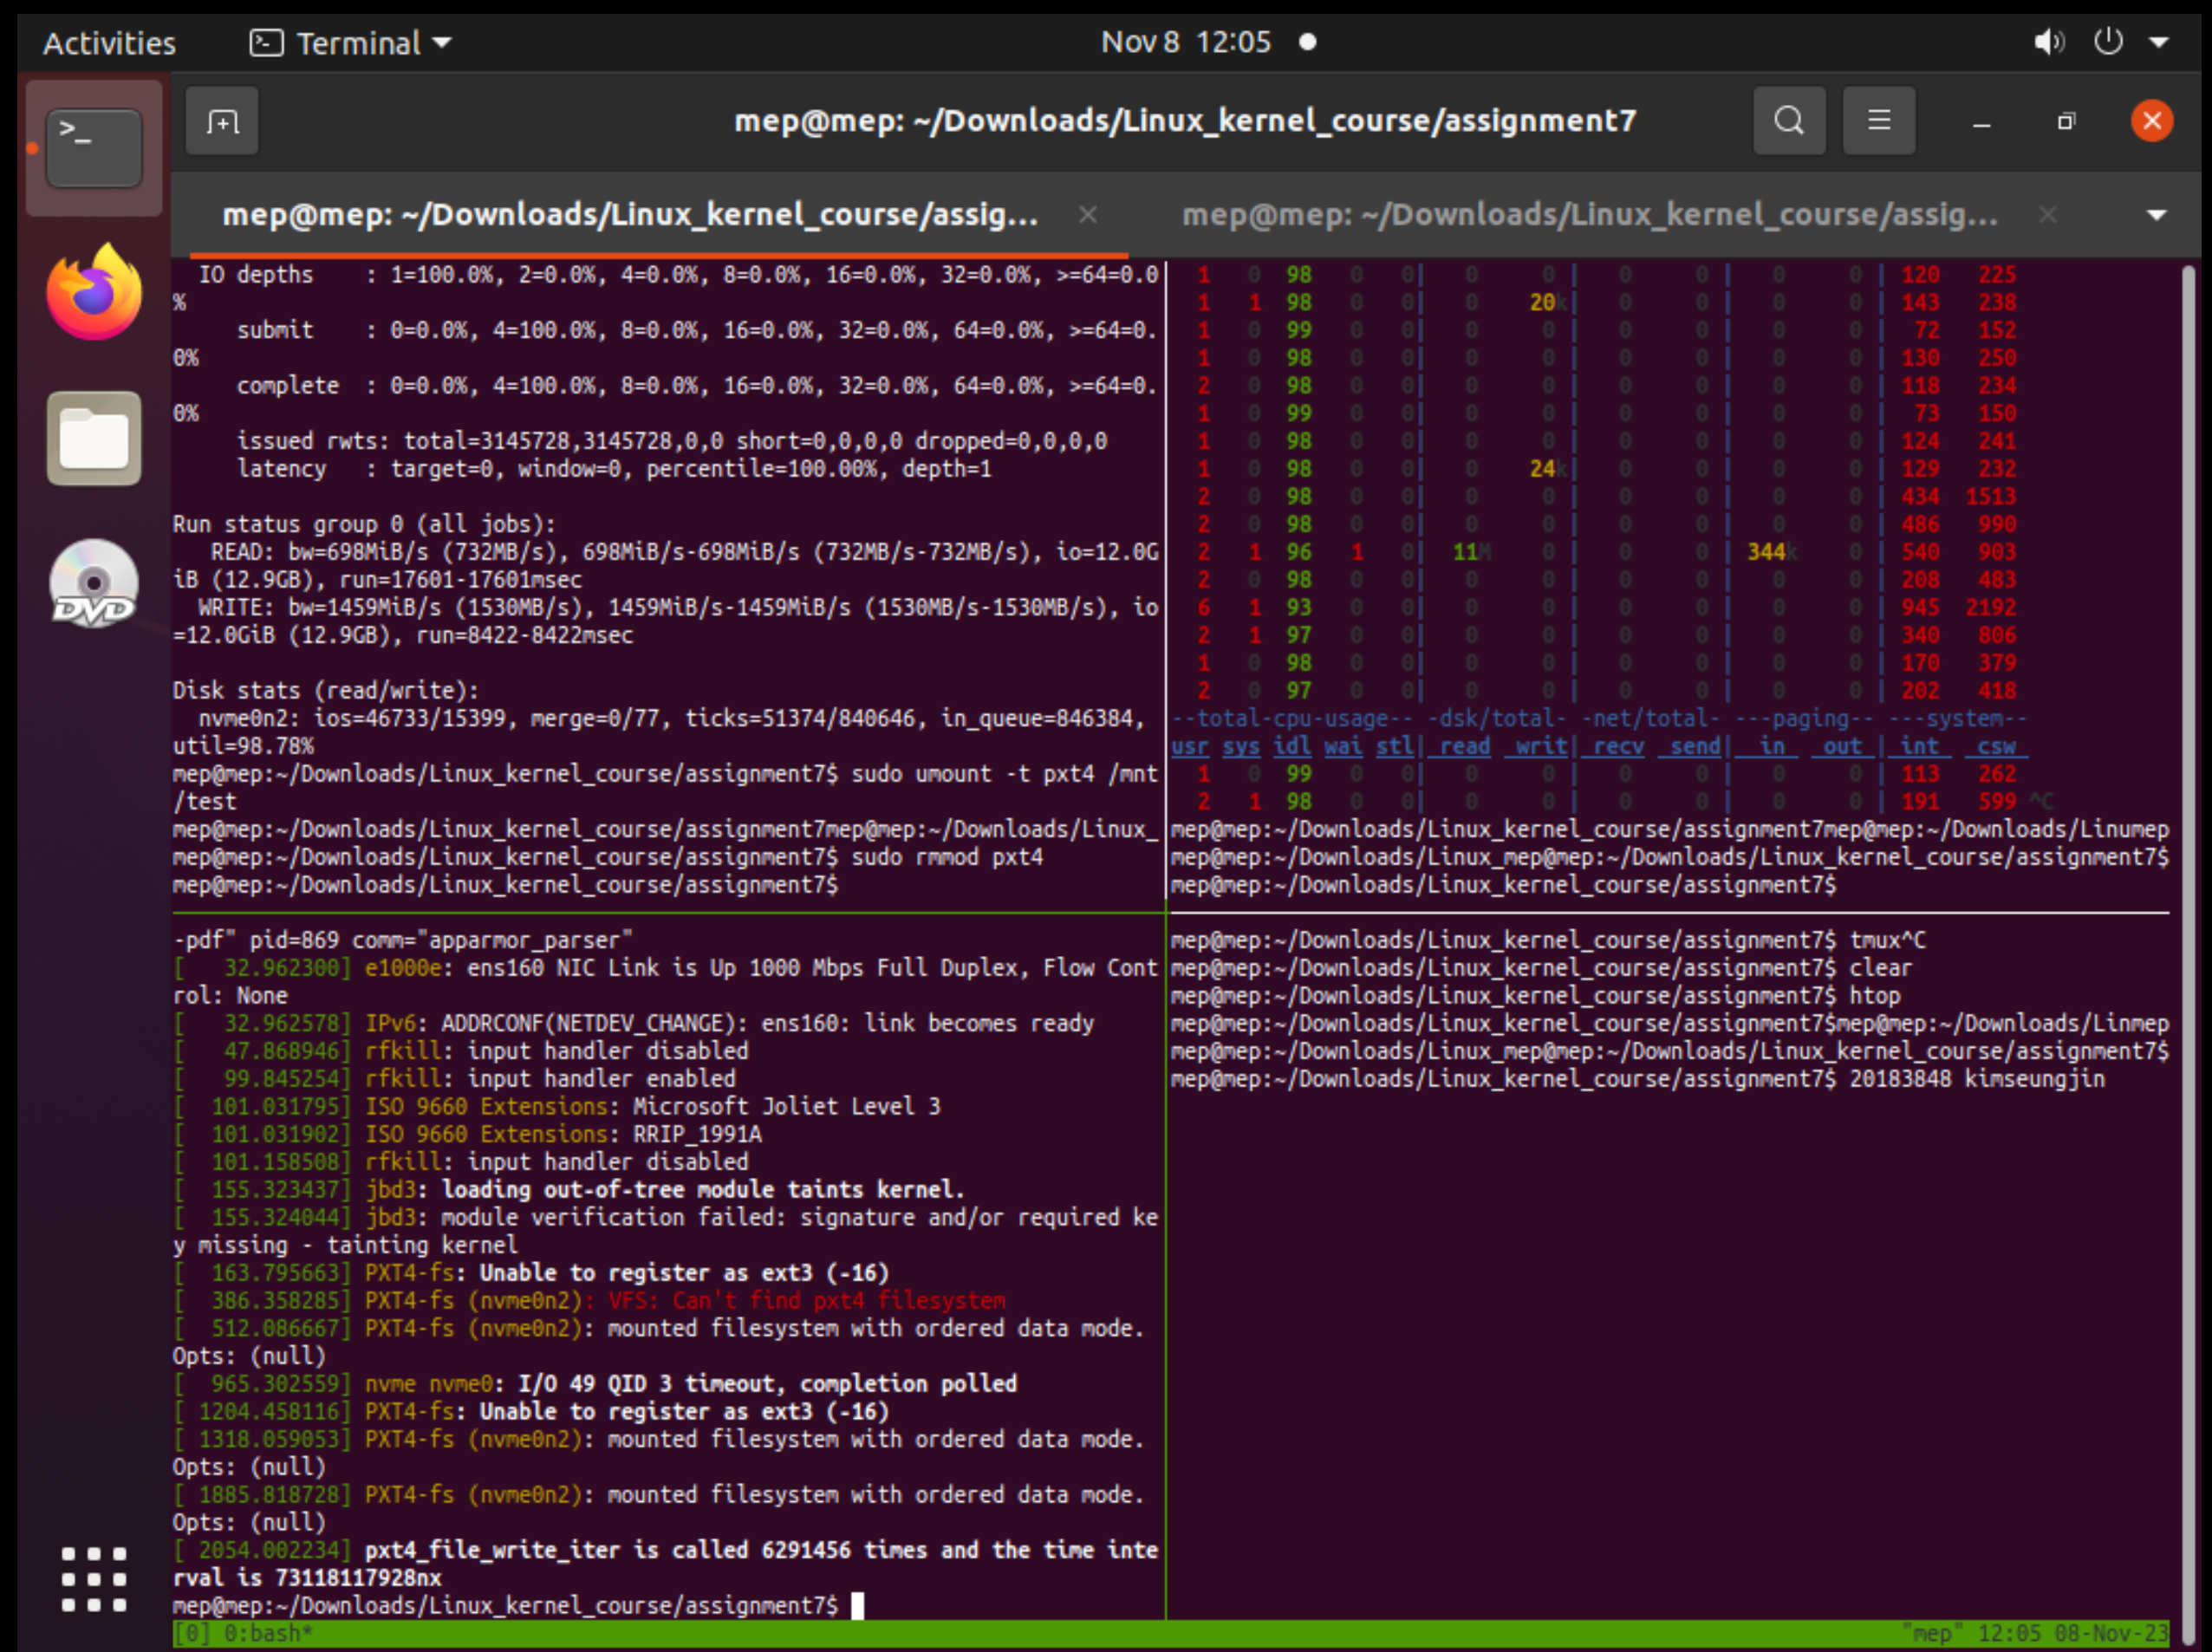 Activities
Terminal
Nov 8 12:05
mep@mep: ~/Downloads/Linux_kernel_course/assignment7
mep@mep: ~/Downloads/Linux_kernel_course/assig...
mep@mep: ~/Downloads/Linux_kernel_course/assig...
DVD
IO depths    : 1=100.0%, 2=0.0%, 4=0.0%, 8=0.0%, 16=0.0%, 32=0.0%, >=64=0.0
%
submit    : 0=0.0%, 4=100.0%, 8=0.0%, 16=0.0%, 32=0.0%, 64=0.0%, >=64=0.
0%
complete  : 0=0.0%, 4=100.0%, 8=0.0%, 16=0.0%, 32=0.0%, 64=0.0%, >=64=0.
0%
issued rwts: total=3145728,3145728,0,0 short=0,0,0,0 dropped=0,0,0,0
latency   : target=0, window=0, percentile=100.00%, depth=1
Run status group 0 (all jobs):
READ: bw=698MiB/s (732MB/s), 698MiB/s-698MiB/s (732MB/s-732MB/s), io=12.0G
iB (12.9GB), run=17601-17601msec
WRITE: bw=1459MiB/s (1530MB/s), 1459MiB/s-1459MiB/s (1530MB/s-1530MB/s), io
=12.0GiB (12.9GB), run=8422-8422msec
Disk stats (read/write):
nvme0n2: ios=46733/15399, merge=0/77, ticks=51374/840646, in_queue=846384,
util=98.78%
mep@mep:~/Downloads/Linux_kernel_course/assignment7$ sudo umount -t pxt4 /mnt
/test
mep@mep:~/Downloads/Linux_kernel_course/assignment7mep@mep:~/Downloads/Linux_
mep@mep:~/Downloads/Linux_kernel_course/assignment7$ sudo rmmod pxt4
mep@mep:~/Downloads/Linux_kernel_course/assignment7$
1 0 98 0 0| 0 0 | 0 0 | 0 0 | 120 225
1 1 98 0 0| 0 20k| 0 0 | 0 0 | 143 238
1 0 99 0 0| 0 0 | 0 0 | 0 0 | 72 152
1 0 98 0 0| 0 0 | 0 0 | 0 0 | 130 250
2 0 98 0 0| 0 0 | 0 0 | 0 0 | 118 234
1 0 99 0 0| 0 0 | 0 0 | 0 0 | 73 150
1 0 98 0 0| 0 0 | 0 0 | 0 0 | 124 241
1 0 98 0 0| 0 24k| 0 0 | 0 0 | 129 232
2 0 98 0 0| 0 0 | 0 0 | 0 0 | 434 1513
2 0 98 0 0| 0 0 | 0 0 | 0 0 | 486 990
2 1 96 1 0| 11M 0 | 0 0 | 344k 0 | 540 903
2 0 98 0 0| 0 0 | 0 0 | 0 0 | 208 483
6 1 93 0 0| 0 0 | 0 0 | 0 0 | 945 2192
2 1 97 0 0| 0 0 | 0 0 | 0 0 | 340 806
1 0 98 0 0| 0 0 | 0 0 | 0 0 | 170 379
2 0 97 0 0| 0 0 | 0 0 | 0 0 | 202 418
--total-cpu-usage-- -dsk/total- -net/total- ---paging-- ---system--
usr sys idl wai stl| read writ| recv send| in out | int csw
1 0 99 0 0| 0 0 | 0 0 | 0 0 | 113 262
2 1 98 0 0| 0 0 | 0 0 | 0 0 | 191 599 ^C
mep@mep:~/Downloads/Linux_kernel_course/assignment7mep@mep:~/Downloads/Linumep
mep@mep:~/Downloads/Linux_mep@mep:~/Downloads/Linux_kernel_course/assignment7$
mep@mep:~/Downloads/Linux_kernel_course/assignment7$
-pdf" pid=869 comm="apparmor_parser"
[   32.962300] e1000e: ens160 NIC Link is Up 1000 Mbps Full Duplex, Flow Cont
rol: None
[   32.962578] IPv6: ADDRCONF(NETDEV_CHANGE): ens160: link becomes ready
[   47.868946] rfkill: input handler disabled
[   99.845254] rfkill: input handler enabled
[  101.031795] ISO 9660 Extensions: Microsoft Joliet Level 3
[  101.031902] ISO 9660 Extensions: RRIP_1991A
[  101.158508] rfkill: input handler disabled
[  155.323437] jbd3: loading out-of-tree module taints kernel.
[  155.324044] jbd3: module verification failed: signature and/or required ke
y missing - tainting kernel
[  163.795663] PXT4-fs: Unable to register as ext3 (-16)
[  386.358285] PXT4-fs (nvme0n2): VFS: Can't find pxt4 filesystem
[  512.086667] PXT4-fs (nvme0n2): mounted filesystem with ordered data mode.
Opts: (null)
[  965.302559] nvme nvme0: I/O 49 QID 3 timeout, completion polled
[ 1204.458116] PXT4-fs: Unable to register as ext3 (-16)
[ 1318.059053] PXT4-fs (nvme0n2): mounted filesystem with ordered data mode.
Opts: (null)
[ 1885.818728] PXT4-fs (nvme0n2): mounted filesystem with ordered data mode.
Opts: (null)
[ 2054.002234] pxt4_file_write_iter is called 6291456 times and the time inte
rval is 73118117928nx
mep@mep:~/Downloads/Linux_kernel_course/assignment7$
mep@mep:~/Downloads/Linux_kernel_course/assignment7$ tmux^C
mep@mep:~/Downloads/Linux_kernel_course/assignment7$ clear
mep@mep:~/Downloads/Linux_kernel_course/assignment7$ htop
mep@mep:~/Downloads/Linux_kernel_course/assignment7$mep@mep:~/Downloads/Linmep
mep@mep:~/Downloads/Linux_mep@mep:~/Downloads/Linux_kernel_course/assignment7$
mep@mep:~/Downloads/Linux_kernel_course/assignment7$ 20183848 kimseungjin
[0] 0:bash*
"mep" 12:05 08-Nov-23